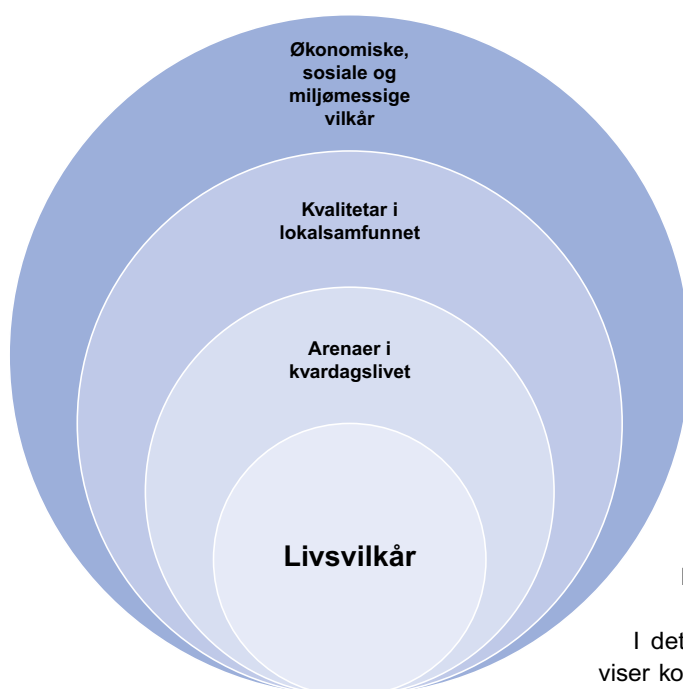 Økonomiske,
sosiale og
miljømessige
vilkår
Kvalitetar i
lokalsamfunnet
Arenaer i
kvardagslivet
Livsvilkår
I det
viser ko